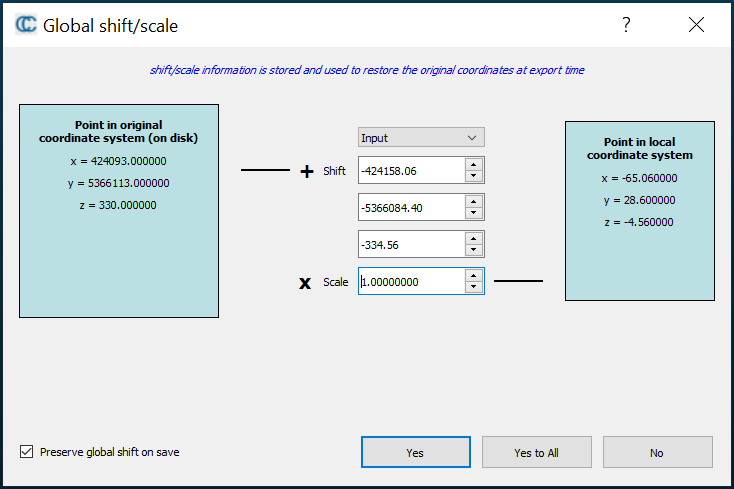 Global shift/scale
shift/scale information is stored and used to restore the original coordinates at export time
Point in original
coordinate system (on disk)
x = 424093.000000
y = 5366113.000000
z = 330.000000
Input
+ Shift -424158.06
-5366084.40
-334.56
x Scale 1.00000000
Point in local
coordinate system
x = -65.060000
y = 28.600000
z = -4.560000
Preserve global shift on save
Yes
Yes to All
No